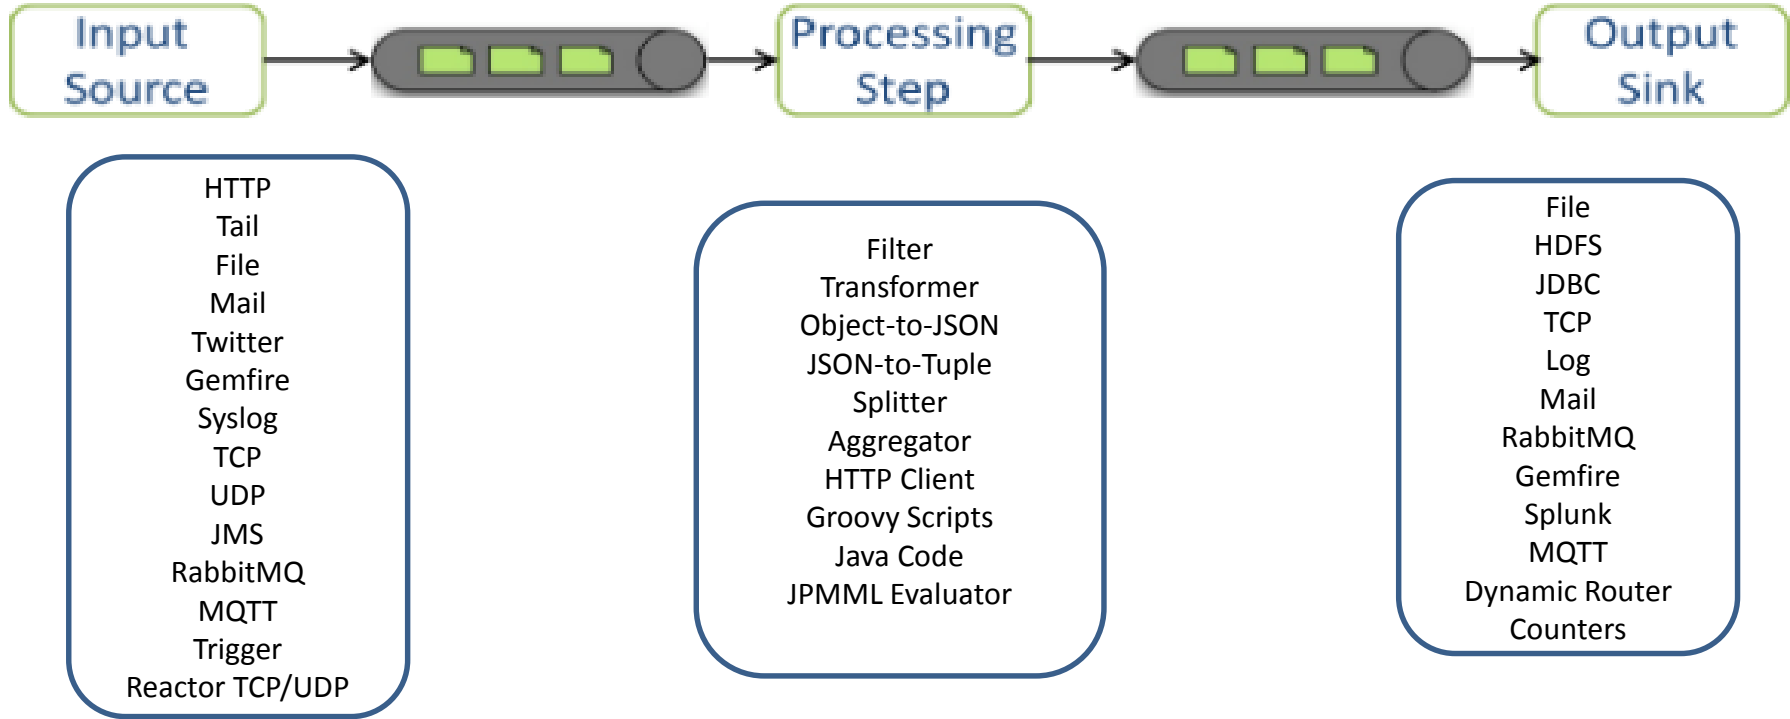 Input
Source
Processing
Step
Output
Sink
HTTP
Tail
File
Mail
Twitter
Gemfire
Syslog
TCP
UDP
JMS
RabbitMQ
MQTT
Trigger
Reactor TCP/UDP
Filter
Transformer
Object-to-JSON
JSON-to-Tuple
Splitter
Aggregator
HTTP Client
Groovy Scripts
Java Code
JPMML Evaluator
File
HDFS
JDBC
TCP
Log
Mail
RabbitMQ
Gemfire
Splunk
MQTT
Dynamic Router
Counters